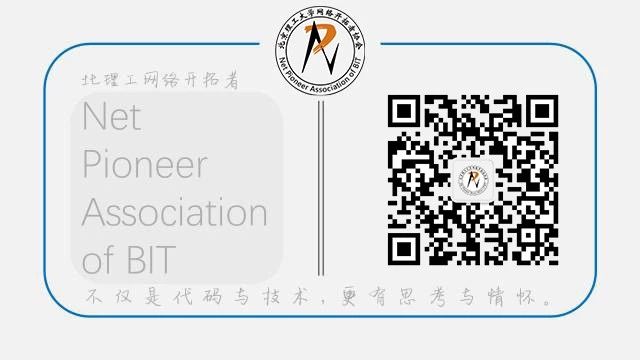 北京理工大学网络开拓者协会
Net Pioneer Association of BIT
北理工网络开拓者
Net
Pioneer
Association
of BIT
不仅是代码与技术，更有思考与情怀。